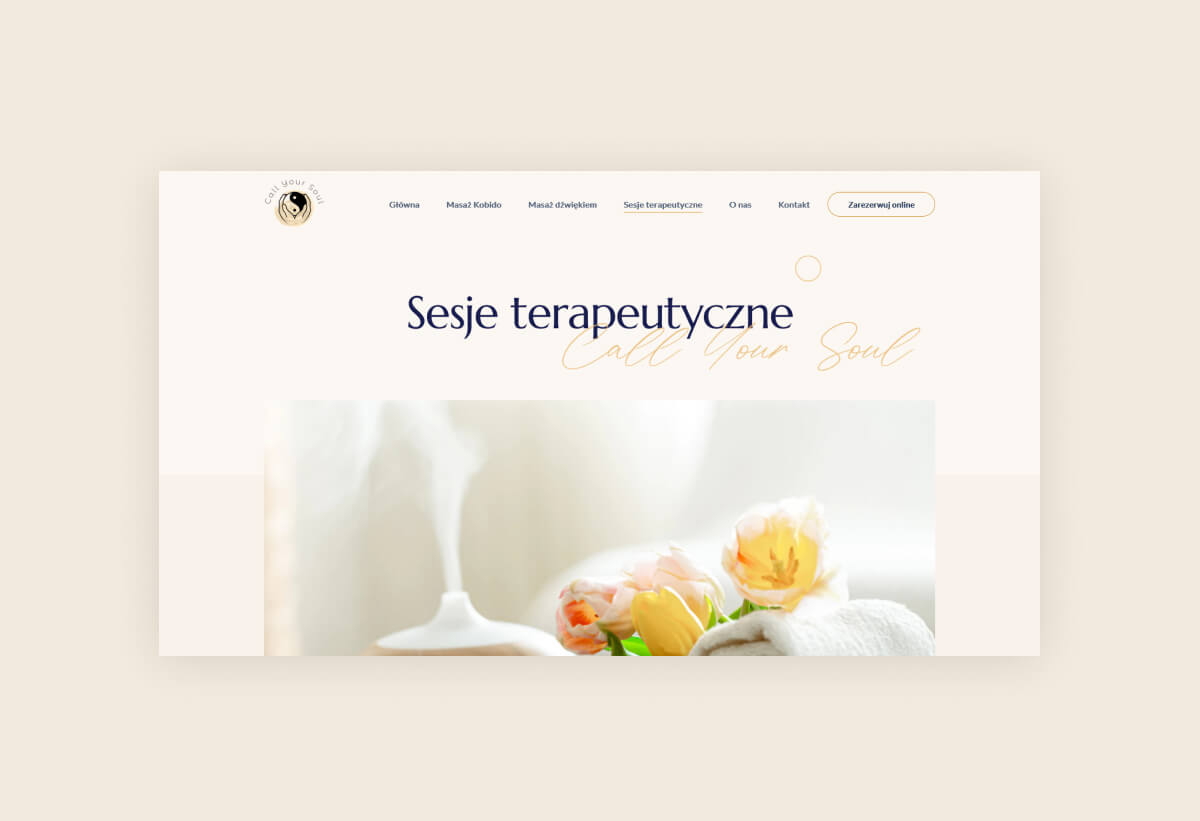 Call Your Soul
Główna Masaż Kobido Masaż dźwiękiem Sesje terapeutyczne O nas Kontakt Zarezerwuj online
Sesje terapeutyczne
Call Your Soul